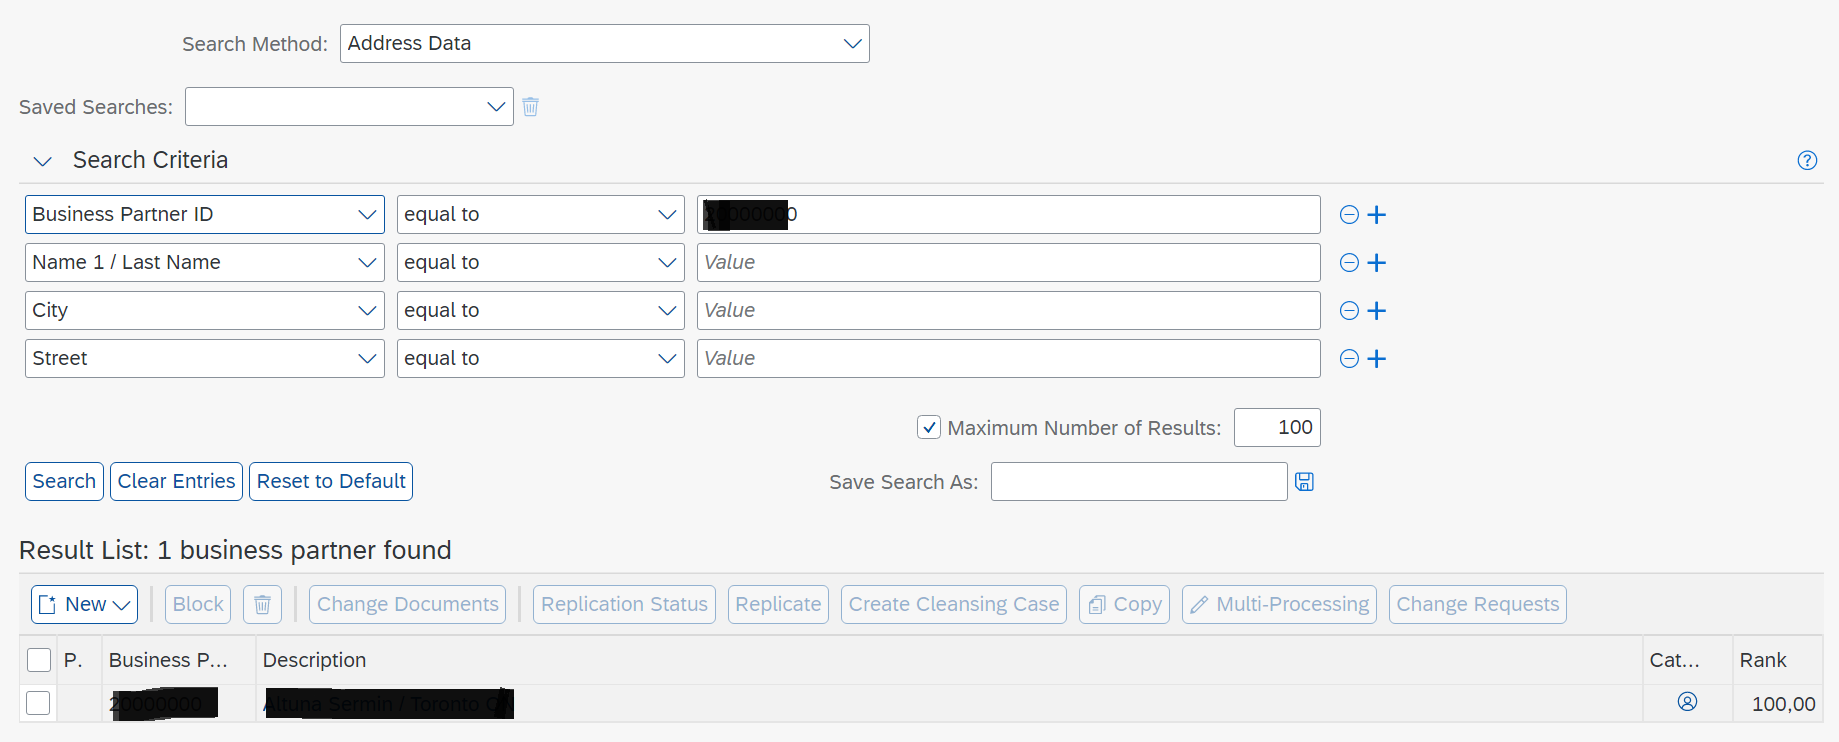 Search Method: Address Data
Saved Searches:
Search Criteria
Business Partner ID equal to
Name 1 / Last Name equal to Value
City equal to Value
Street equal to Value
Maximum Number of Results: 100
Search Clear Entries Reset to Default Save Search As:
Result List: 1 business partner found
New Block Change Documents Replication Status Replicate Create Cleansing Case Copy Multi-Processing Change Requests
P. Business P... Description Cat... Rank
100,00